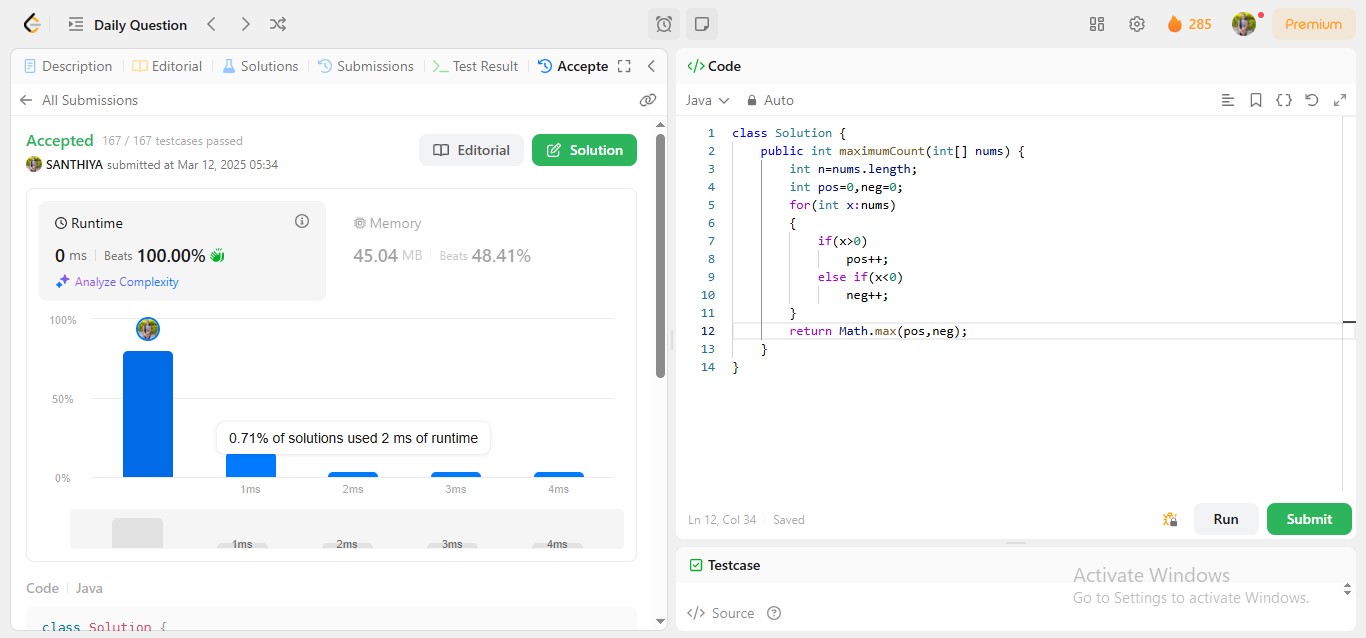 Daily Question
285
Premium
Description
Editorial
Solutions
Submissions
Test Result
Accepte
All Submissions
Accepted 167 / 167 testcases passed
SANTHIYA submitted at Mar 12, 2025 05:34
Editorial
Solution
Runtime
0 ms Beats 100.00%
Analyze Complexity
Memory
45.04 MB Beats 48.41%
100%
50%
0%
0.71% of solutions used 2 ms of runtime
1ms 2ms 3ms 4ms
1ms 2ms 3ms 4ms
Code Java
class Solution {
</> Code
Java Auto
1 class Solution {
2 public int maximumCount(int[] nums) {
3 int n=nums.length;
4 int pos=0,neg=0;
5 for(int x:nums)
6 {
7 if(x>0)
8 pos++;
9 else if(x<0)
10 neg++;
11 }
12 return Math.max(pos,neg);
13 }
14 }
Ln 12, Col 34 Saved
Run
Submit
Testcase
</> Source
Activate Windows
Go to Settings to activate Windows.